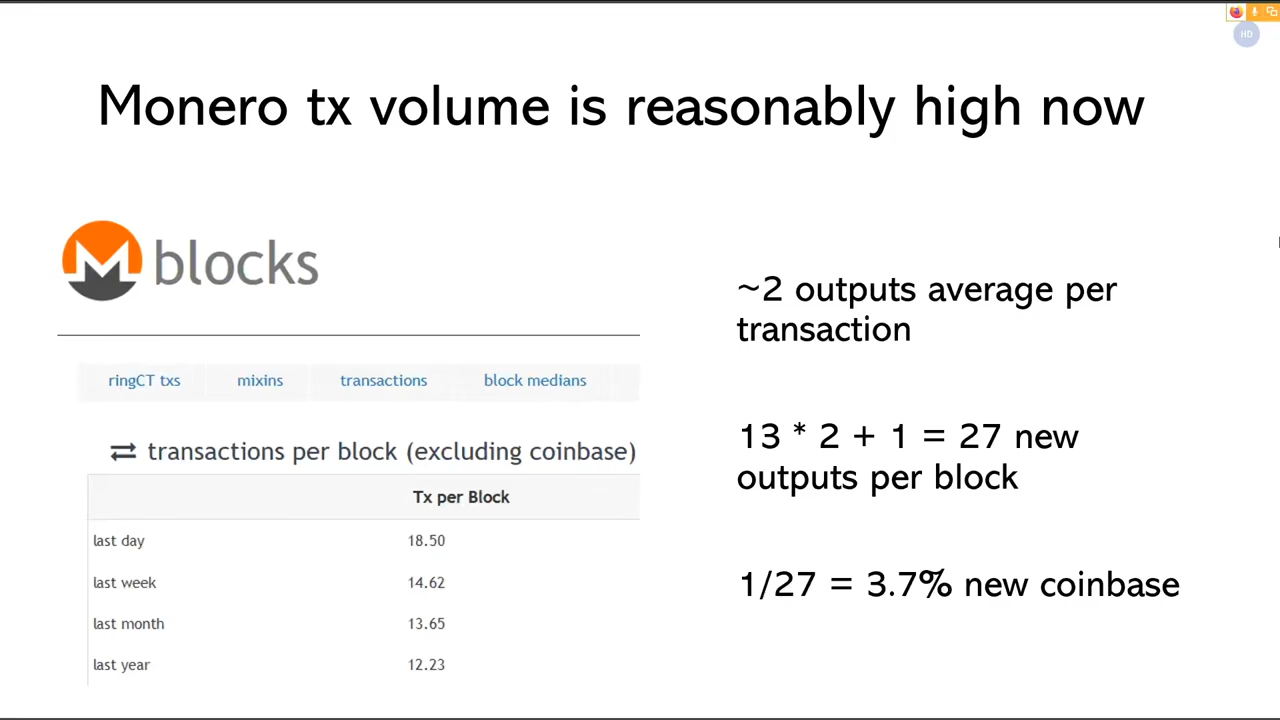 HD
Monero tx volume is reasonably high now
blocks
ringCT txs mixins transactions block medians
transactions per block (excluding coinbase)
Tx per Block
last day 18.50
last week 14.62
last month 13.65
last year 12.23
~2 outputs average per
transaction
13 * 2 + 1 = 27 new
outputs per block
1/27 = 3.7% new coinbase